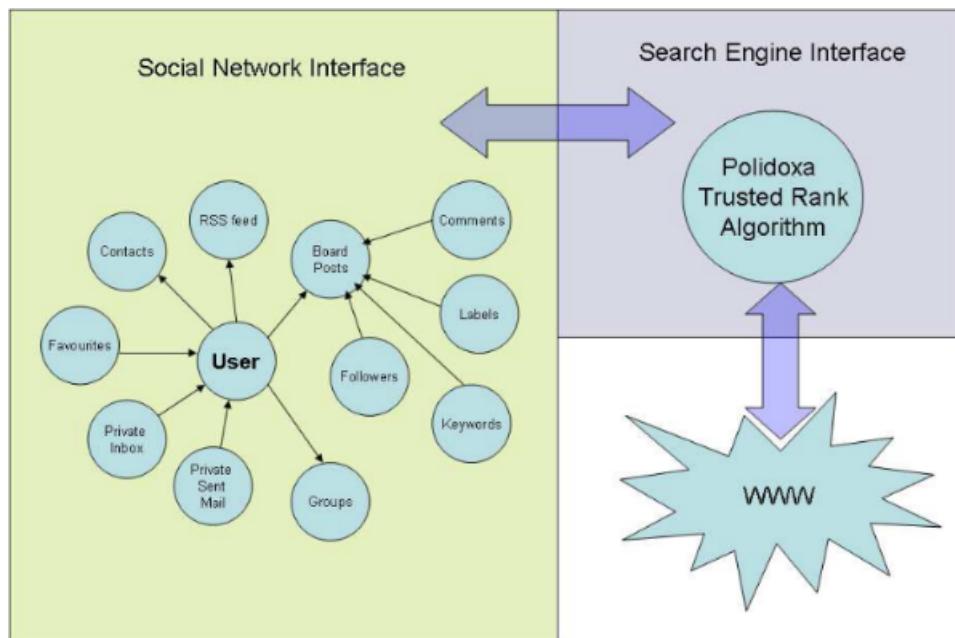 Social Network Interface
Search Engine Interface
Polidoxa
Trusted Rank
Algorithm
RSS feed
Comments
Contacts
Board
Posts
Labels
Favourites
User
Followers
Keywords
Private
Inbox
Private
Sent
Mail
Groups
WWW